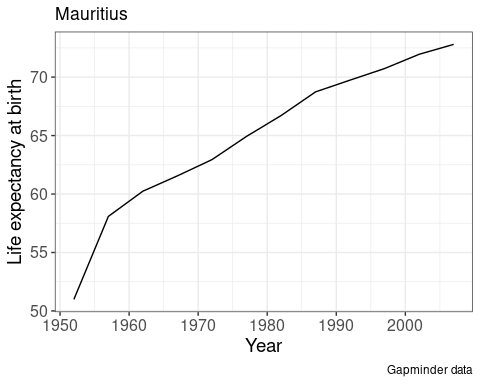 Mauritius
Life expectancy at birth
70
65
60
55
50
1950 1960 1970 1980 1990 2000
Year
Gapminder data